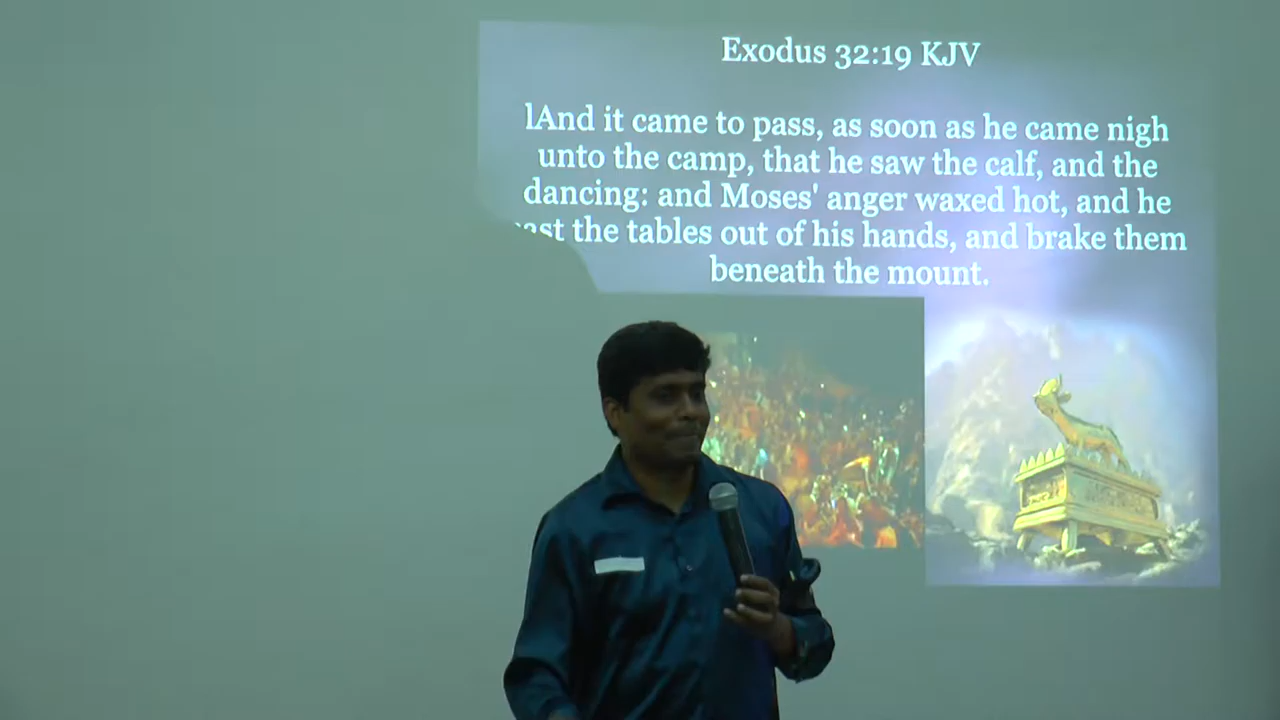 Exodus 32:19 KJV
lAnd it came to pass, as soon as he came nigh
unto the camp, that he saw the calf, and the
dancing: and Moses' anger waxed hot, and he
cast the tables out of his hands, and brake them
beneath the mount.